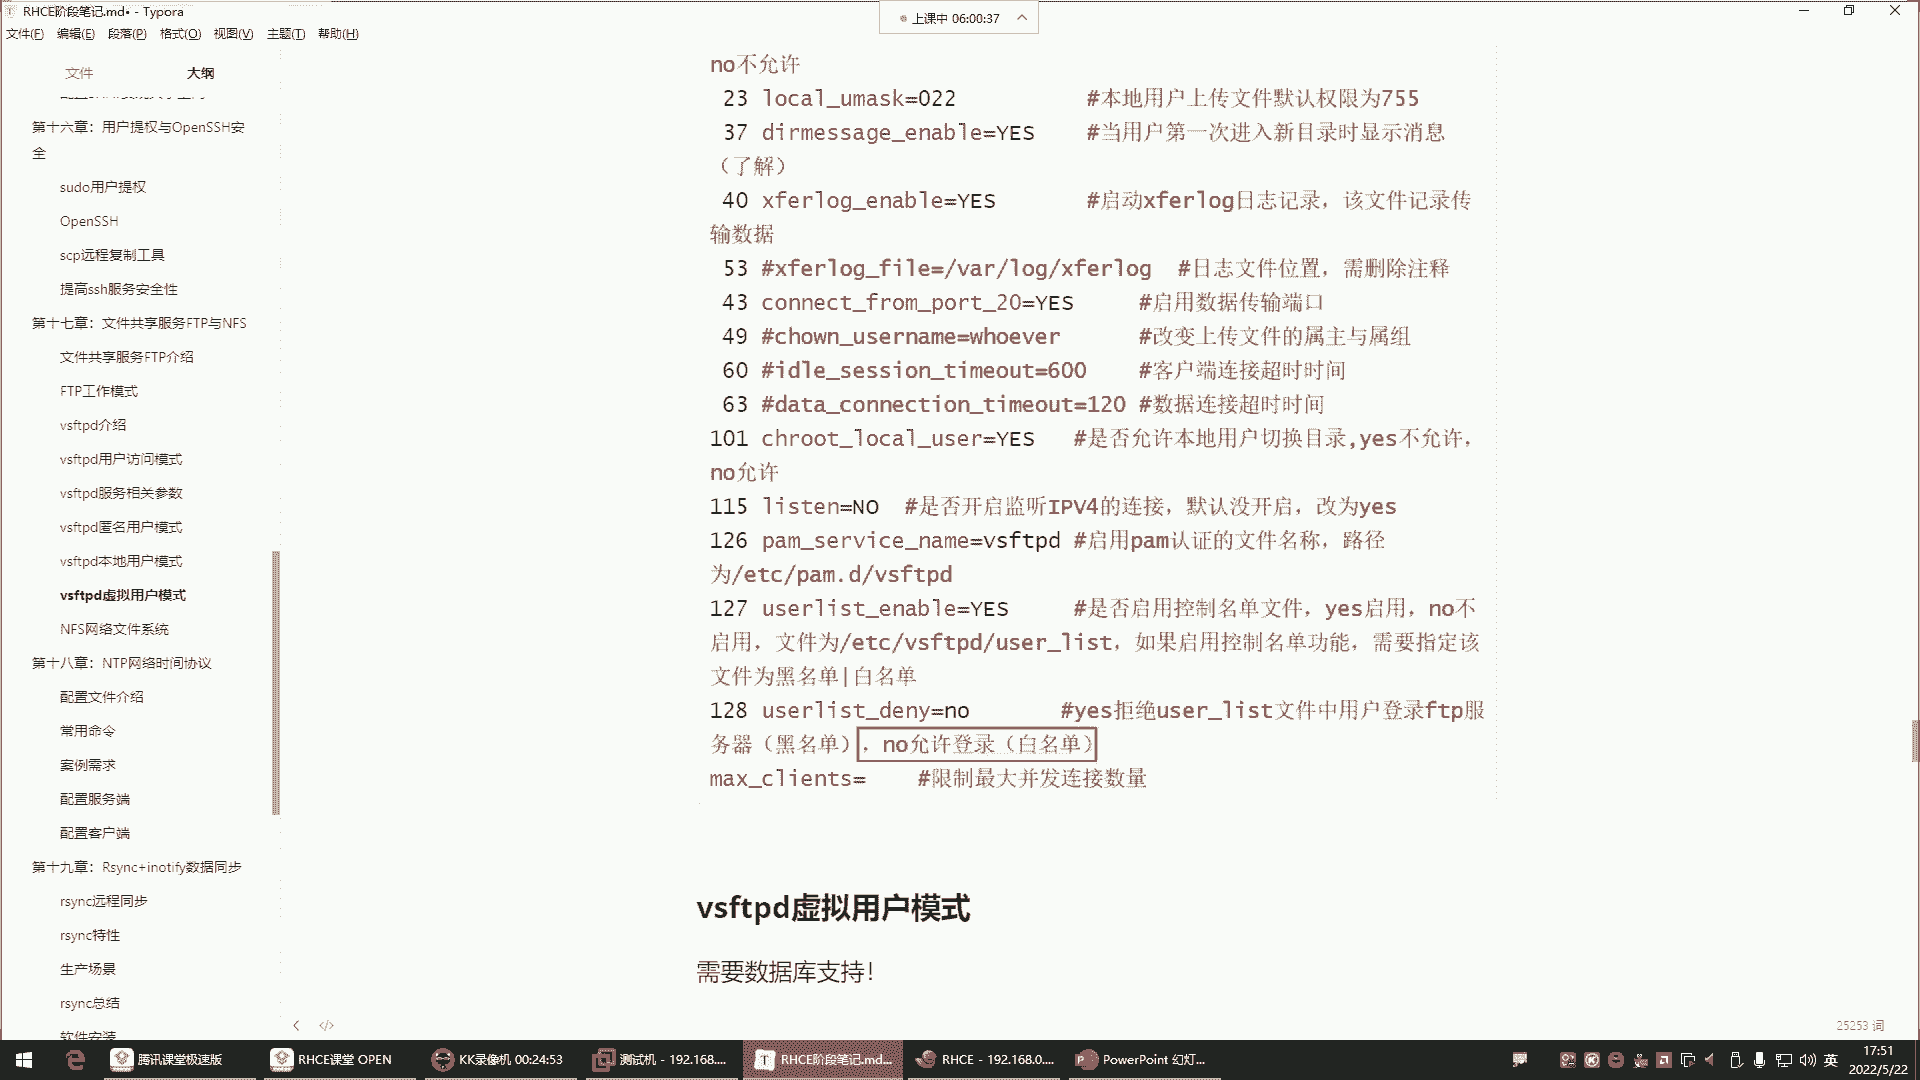 RHCE阶段笔记.md• - Typora
上课中 06:00:37
文件(F) 编辑(E) 段落(P) 格式(O) 视图(V) 主题(T) 帮助(H)
文件 大纲
第十六章：用户提权与OpenSSH安
全
sudo用户提权
OpenSSH
scp远程复制工具
提高ssh服务安全性
第十七章：文件共享服务FTP与NFS
文件共享服务FTP介绍
FTP工作模式
vsftpd介绍
vsftpd用户访问模式
vsftpd服务相关参数
vsftpd匿名用户模式
vsftpd本地用户模式
vsftpd虚拟用户模式
NFS网络文件系统
第十八章：NTP网络时间协议
配置文件介绍
常用命令
案例需求
配置服务端
配置客户端
第十九章：Rsync+inotify数据同步
rsync远程同步
rsync特性
生产场景
rsync总结
软件安装
no不允许
23 local_umask=022 #本地用户上传文件默认权限为755
37 dirmessage_enable=YES #当用户第一次进入新目录时显示消息
（了解）
40 xferlog_enable=YES #启动xferlog日志记录，该文件记录传
输数据
53 #xferlog_file=/var/log/xferlog #日志文件位置，需删除注释
43 connect_from_port_20=YES #启用数据传输端口
49 #chown_username=whoever #改变上传文件的属主与属组
60 #idle_session_timeout=600 #客户端连接超时时间
63 #data_connection_timeout=120 #数据连接超时时间
101 chroot_local_user=YES #是否允许本地用户切换目录,yes不允许，
no允许
115 listen=NO #是否开启监听IPV4的连接，默认没开启，改为yes
126 pam_service_name=vsftpd #启用pam认证的文件名称，路径
为/etc/pam.d/vsftpd
127 userlist_enable=YES #是否启用控制名单文件，yes启用，no不
启用，文件为/etc/vsftpd/user_list，如果启用控制名单功能，需要指定该
文件为黑名单|白名单
128 userlist_deny=no #yes拒绝user_list文件中用户登录ftp服
务器（黑名单），no允许登录（白名单）
max_clients= #限制最大并发连接数量
vsftpd虚拟用户模式
需要数据库支持！
25253 词
腾讯课堂极速版
RHCE课堂 OPEN
KK录像机 00:24:53
测试机 - 192.168....
RHCE阶段笔记.md...
RHCE - 192.168.0....
PowerPoint 幻灯...
英
17:51
2022/5/22